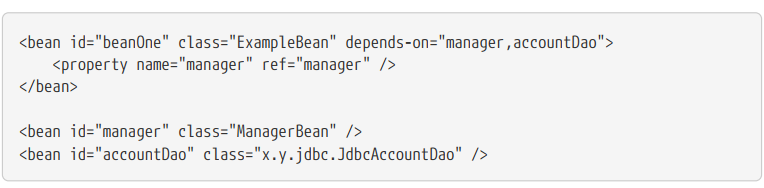 <bean id="beanOne" class="ExampleBean" depends-on="manager,accountDao">
    <property name="manager" ref="manager" />
</bean>

<bean id="manager" class="ManagerBean" />
<bean id="accountDao" class="x.y.jdbc.JdbcAccountDao" />